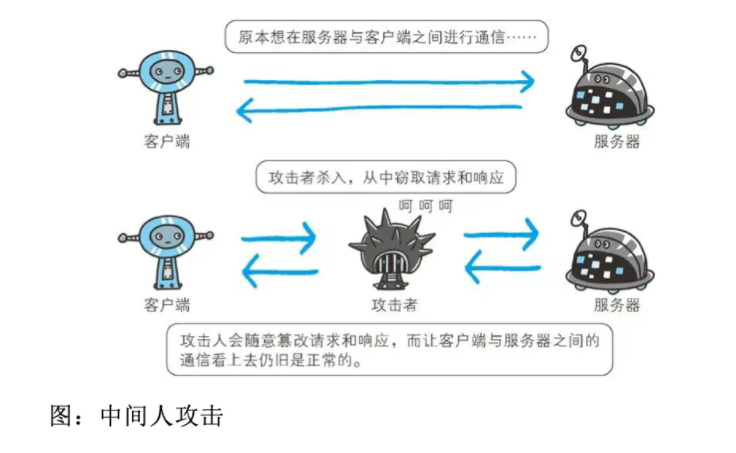 原本想在服务器与客户端之间进行通信……
客户端
服务器
攻击者杀入，从中窃取请求和响应
呵呵呵
客户端
攻击者
服务器
攻击人会随意篡改请求和响应，而让客户端与服务器之间的
通信看上去仍旧是正常的。
图：中间人攻击